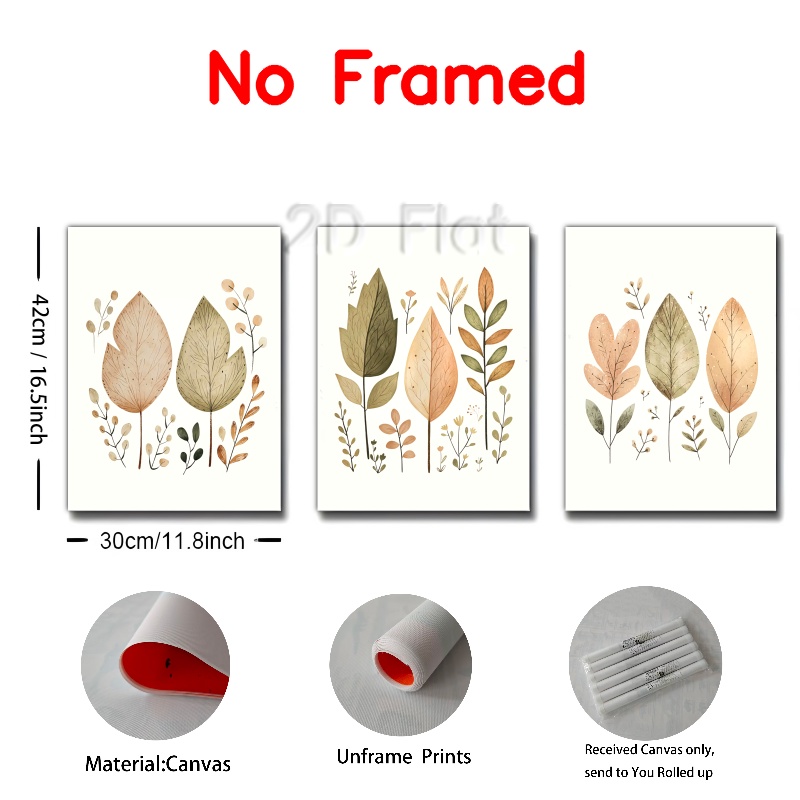 No Framed
2D Flat
42cm / 16.5inch
30cm/11.8inch
Material:Canvas
Unframe Prints
Received Canvas only,
send to You Rolled up